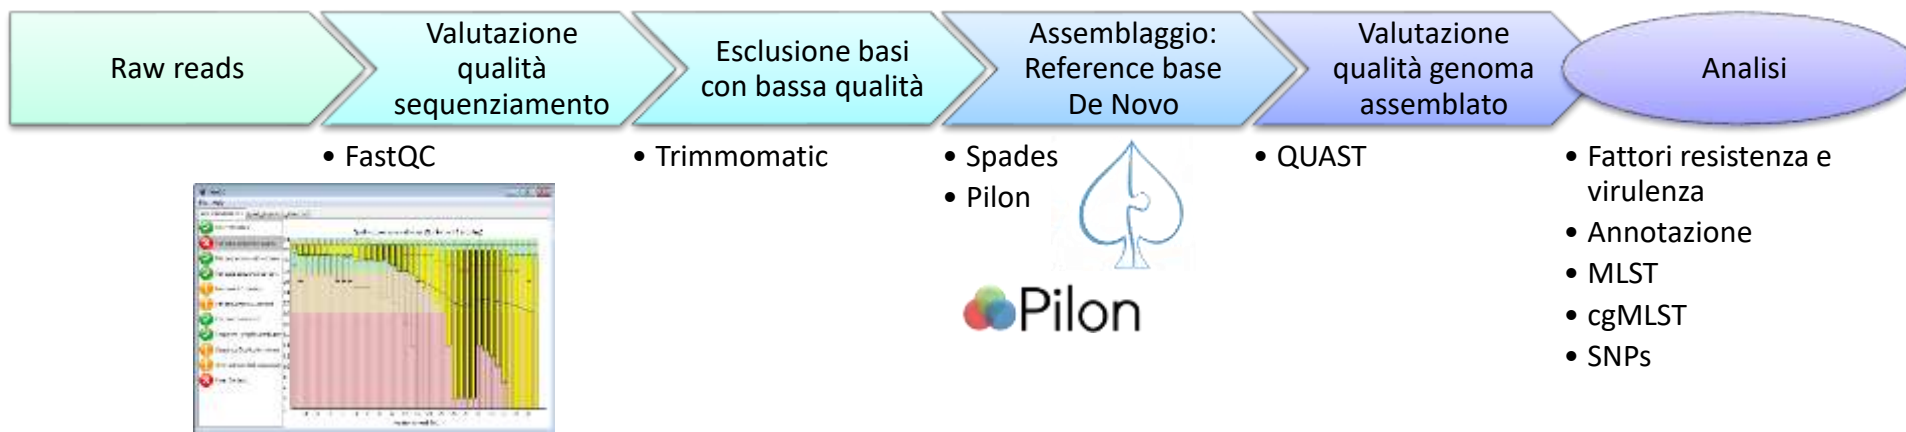 Raw reads
Valutazione
qualità
sequenziamento
Esclusione basi
con bassa qualità
Assemblaggio:
Reference base
De Novo
Valutazione
qualità genoma
assemblato
Analisi
• FastQC
• Trimmomatic
• Spades
• Pilon
Pilon
• QUAST
• Fattori resistenza e
virulenza
• Annotazione
• MLST
• cgMLST
• SNPs